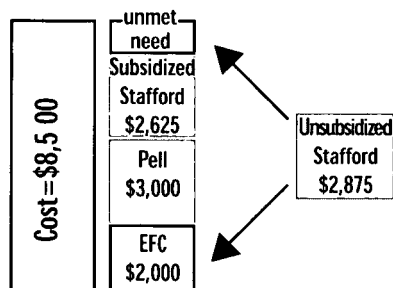 Cost=$8,5 00
unmet
need
Subsidized
Stafford
$2,625
Pell
$3,000
EFC
$2,000
Unsubsidized
Stafford
$2,875